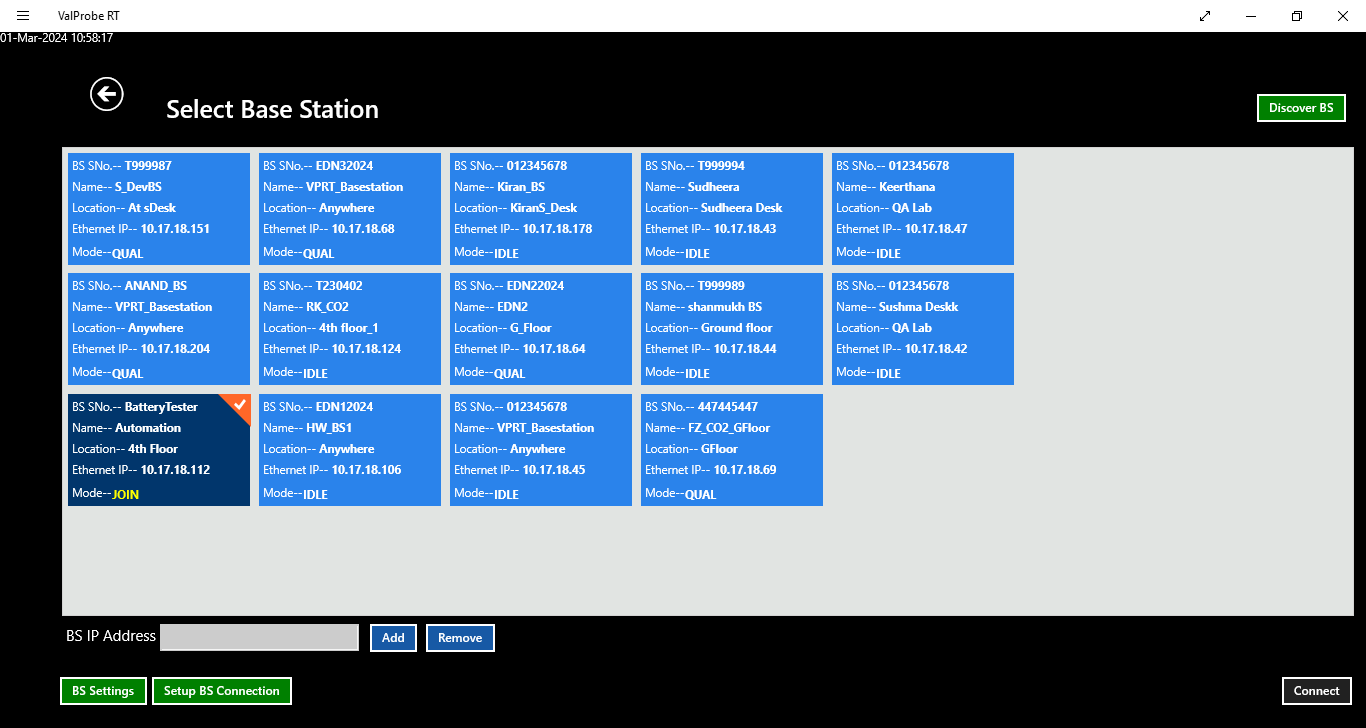 ValProbe RT
01-Mar-2024 10:58:17
Select Base Station
Discover BS
BS SNo.-- T999987
Name-- S_DevBS
Location-- At sDesk
Ethernet IP-- 10.17.18.151
Mode--QUAL
BS SNo.-- EDN32024
Name-- VPRT_Basestation
Location-- Anywhere
Ethernet IP-- 10.17.18.68
Mode--QUAL
BS SNo.-- 012345678
Name-- Kiran_BS
Location-- KiranS_Desk
Ethernet IP-- 10.17.18.178
Mode--IDLE
BS SNo.-- T999994
Name-- Sudheera
Location-- Sudheera Desk
Ethernet IP-- 10.17.18.43
Mode--IDLE
BS SNo.-- 012345678
Name-- Keerthana
Location-- QA Lab
Ethernet IP-- 10.17.18.47
Mode--IDLE
BS SNo.-- ANAND_BS
Name-- VPRT_Basestation
Location-- Anywhere
Ethernet IP-- 10.17.18.204
Mode--QUAL
BS SNo.-- T230402
Name-- RK_CO2
Location-- 4th floor_1
Ethernet IP-- 10.17.18.124
Mode--IDLE
BS SNo.-- EDN22024
Name-- EDN2
Location-- G_Floor
Ethernet IP-- 10.17.18.64
Mode--QUAL
BS SNo.-- T999989
Name-- shanmukh BS
Location-- Ground floor
Ethernet IP-- 10.17.18.44
Mode--IDLE
BS SNo.-- 012345678
Name-- Sushma Deskk
Location-- QA Lab
Ethernet IP-- 10.17.18.42
Mode--IDLE
BS SNo.-- BatteryTester
Name-- Automation
Location-- 4th Floor
Ethernet IP-- 10.17.18.112
Mode--JOIN
BS SNo.-- EDN12024
Name-- HW_BS1
Location-- Anywhere
Ethernet IP-- 10.17.18.106
Mode--IDLE
BS SNo.-- 012345678
Name-- VPRT_Basestation
Location-- Anywhere
Ethernet IP-- 10.17.18.45
Mode--IDLE
BS SNo.-- 447445447
Name-- FZ_CO2_GFloor
Location-- GFloor
Ethernet IP-- 10.17.18.69
Mode--QUAL
BS IP Address
Add
Remove
BS Settings
Setup BS Connection
Connect